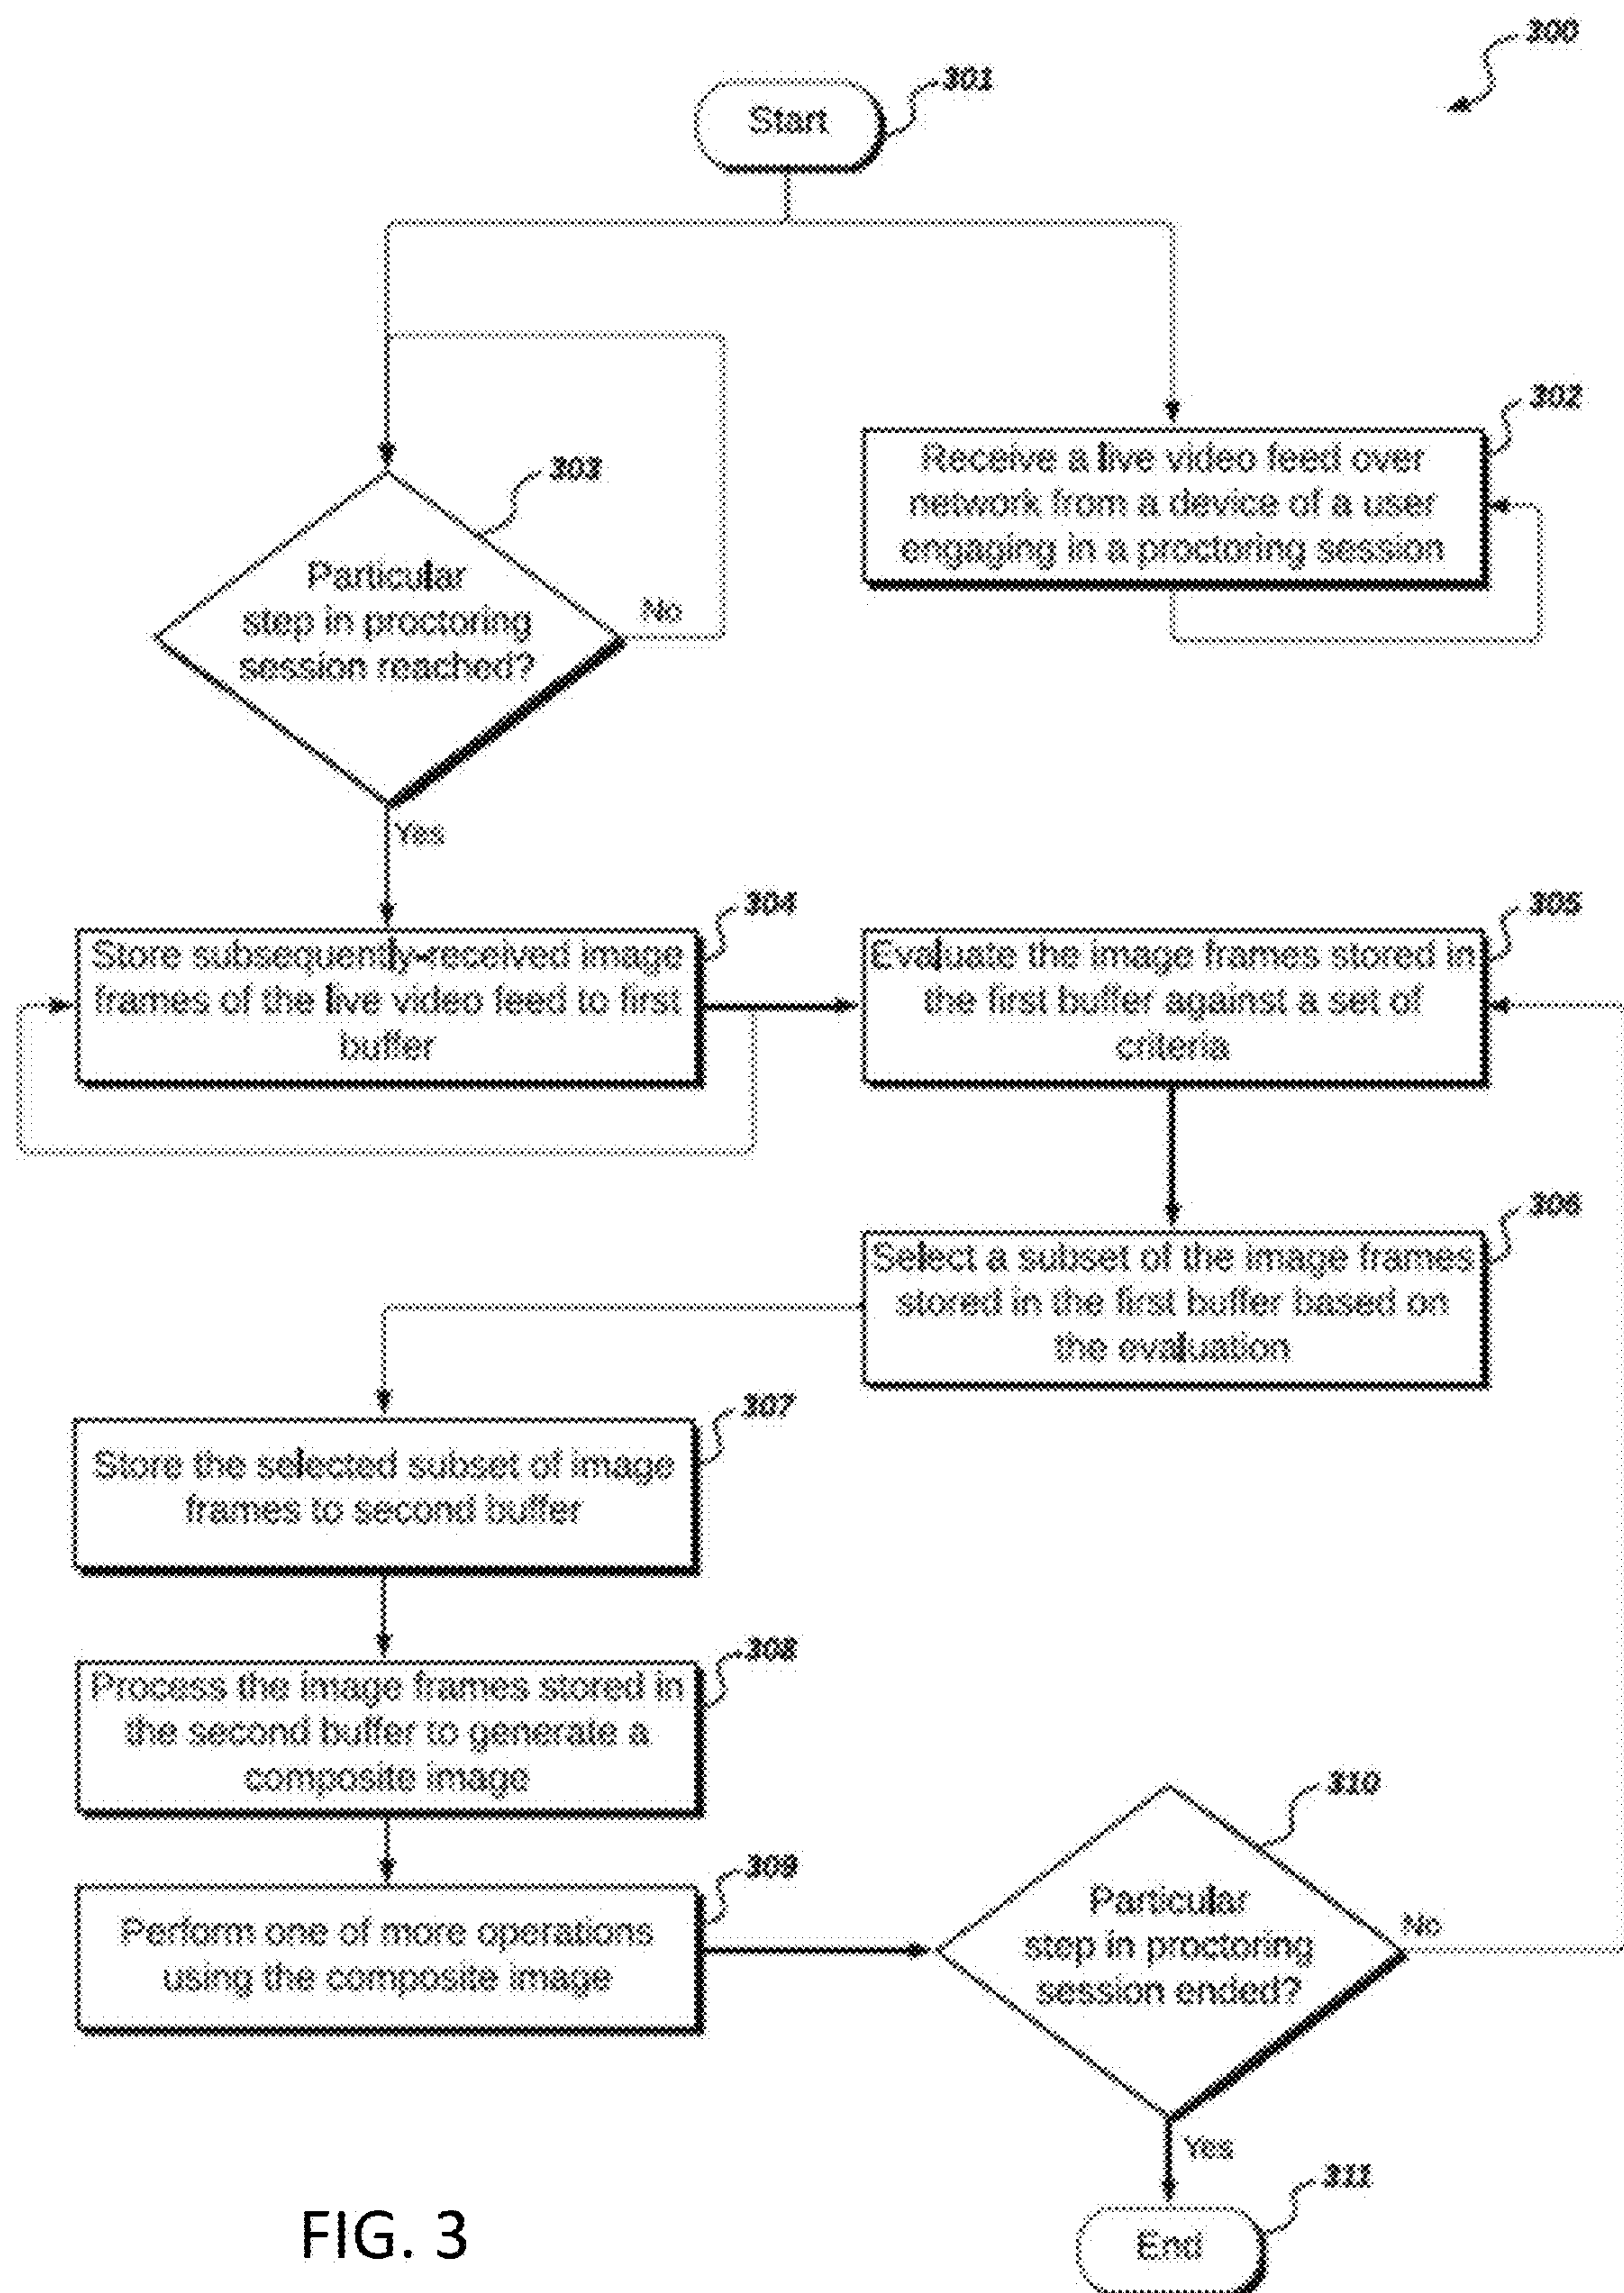 300
301
Start
302
Receive a live video feed over
network from a device of a user
engaging in a proctoring session
303
Particular
step in proctoring
session reached?
No
Yes
304
Store subsequently-received image
frames of the live video feed to first
buffer
305
Evaluate the image frames stored in
the first buffer against a set of
criteria
306
Select a subset of the image frames
stored in the first buffer based on
the evaluation
307
Store the selected subset of image
frames to second buffer
308
Process the image frames stored in
the second buffer to generate a
composite image
309
Perform one of more operations
using the composite image
310
Particular
step in proctoring
session ended?
No
Yes
311
End
FIG. 3